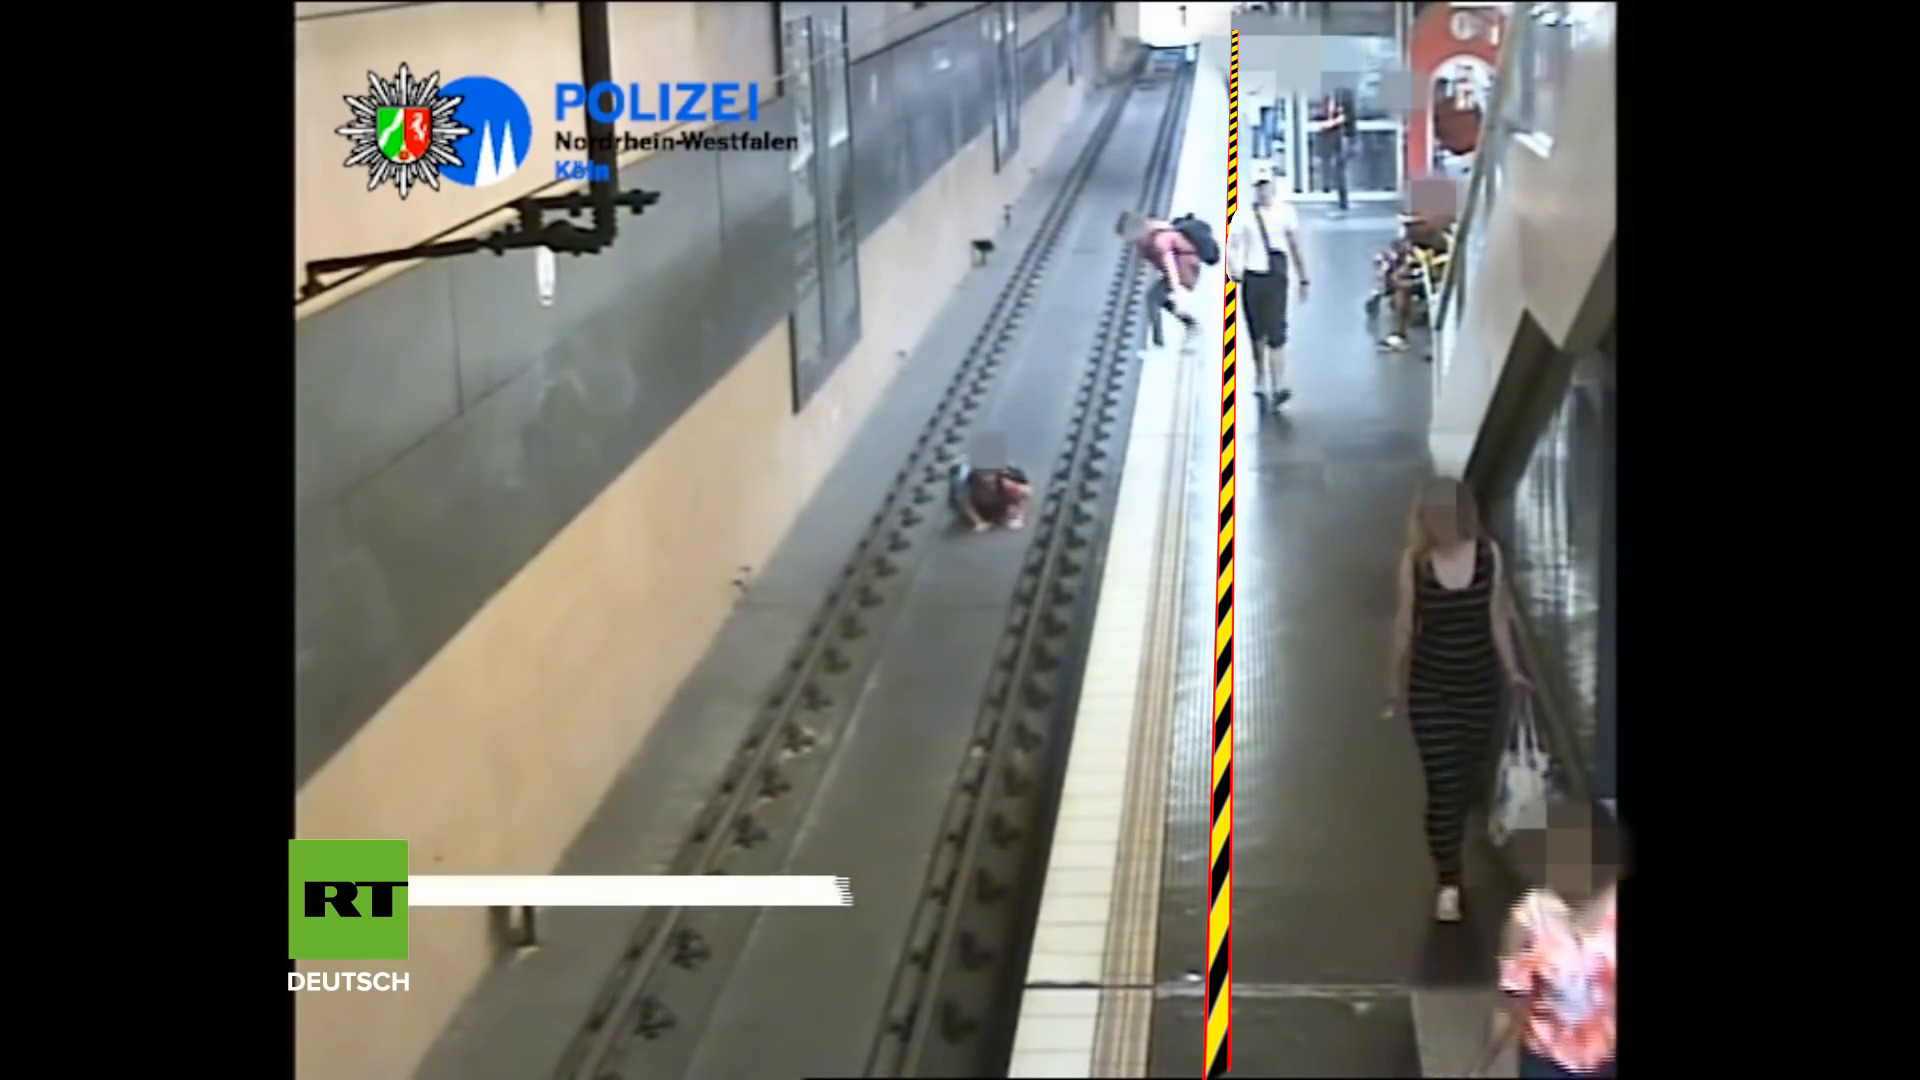 POLIZEI
Nordrhein-Westfalen
Köln
RT
DEUTSCH